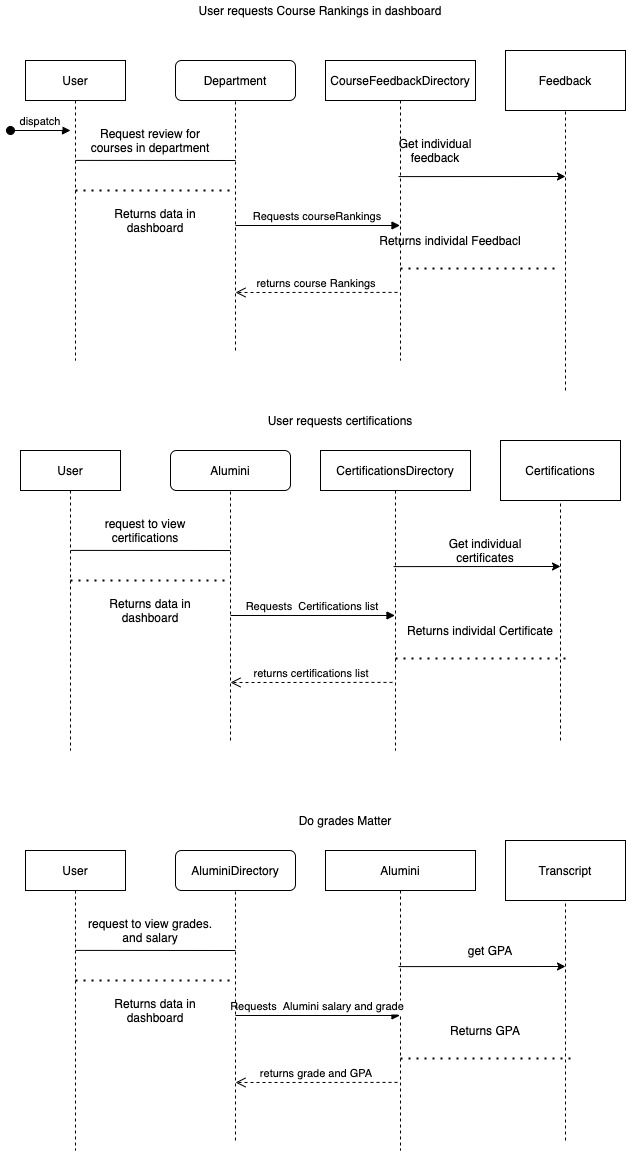 User requests Course Rankings in dashboard
User
Department
CourseFeedbackDirectory
Feedback
dispatch
Request review for
courses in department
Get individual
feedback
Returns data in
dashboard
Requests courseRankings
Returns individal Feedbacl
returns course Rankings
User requests certifications
User
Alumini
CertificationsDirectory
Certifications
request to view
certifications
Get individual
certificates
Returns data in
dashboard
Requests  Certifications list
Returns individal Certificate
returns certifications list
Do grades Matter
User
AluminiDirectory
Alumini
Transcript
request to view grades.
and salary
get GPA
Returns data in
dashboard
Requests  Alumini salary and grade
Returns GPA
returns grade and GPA